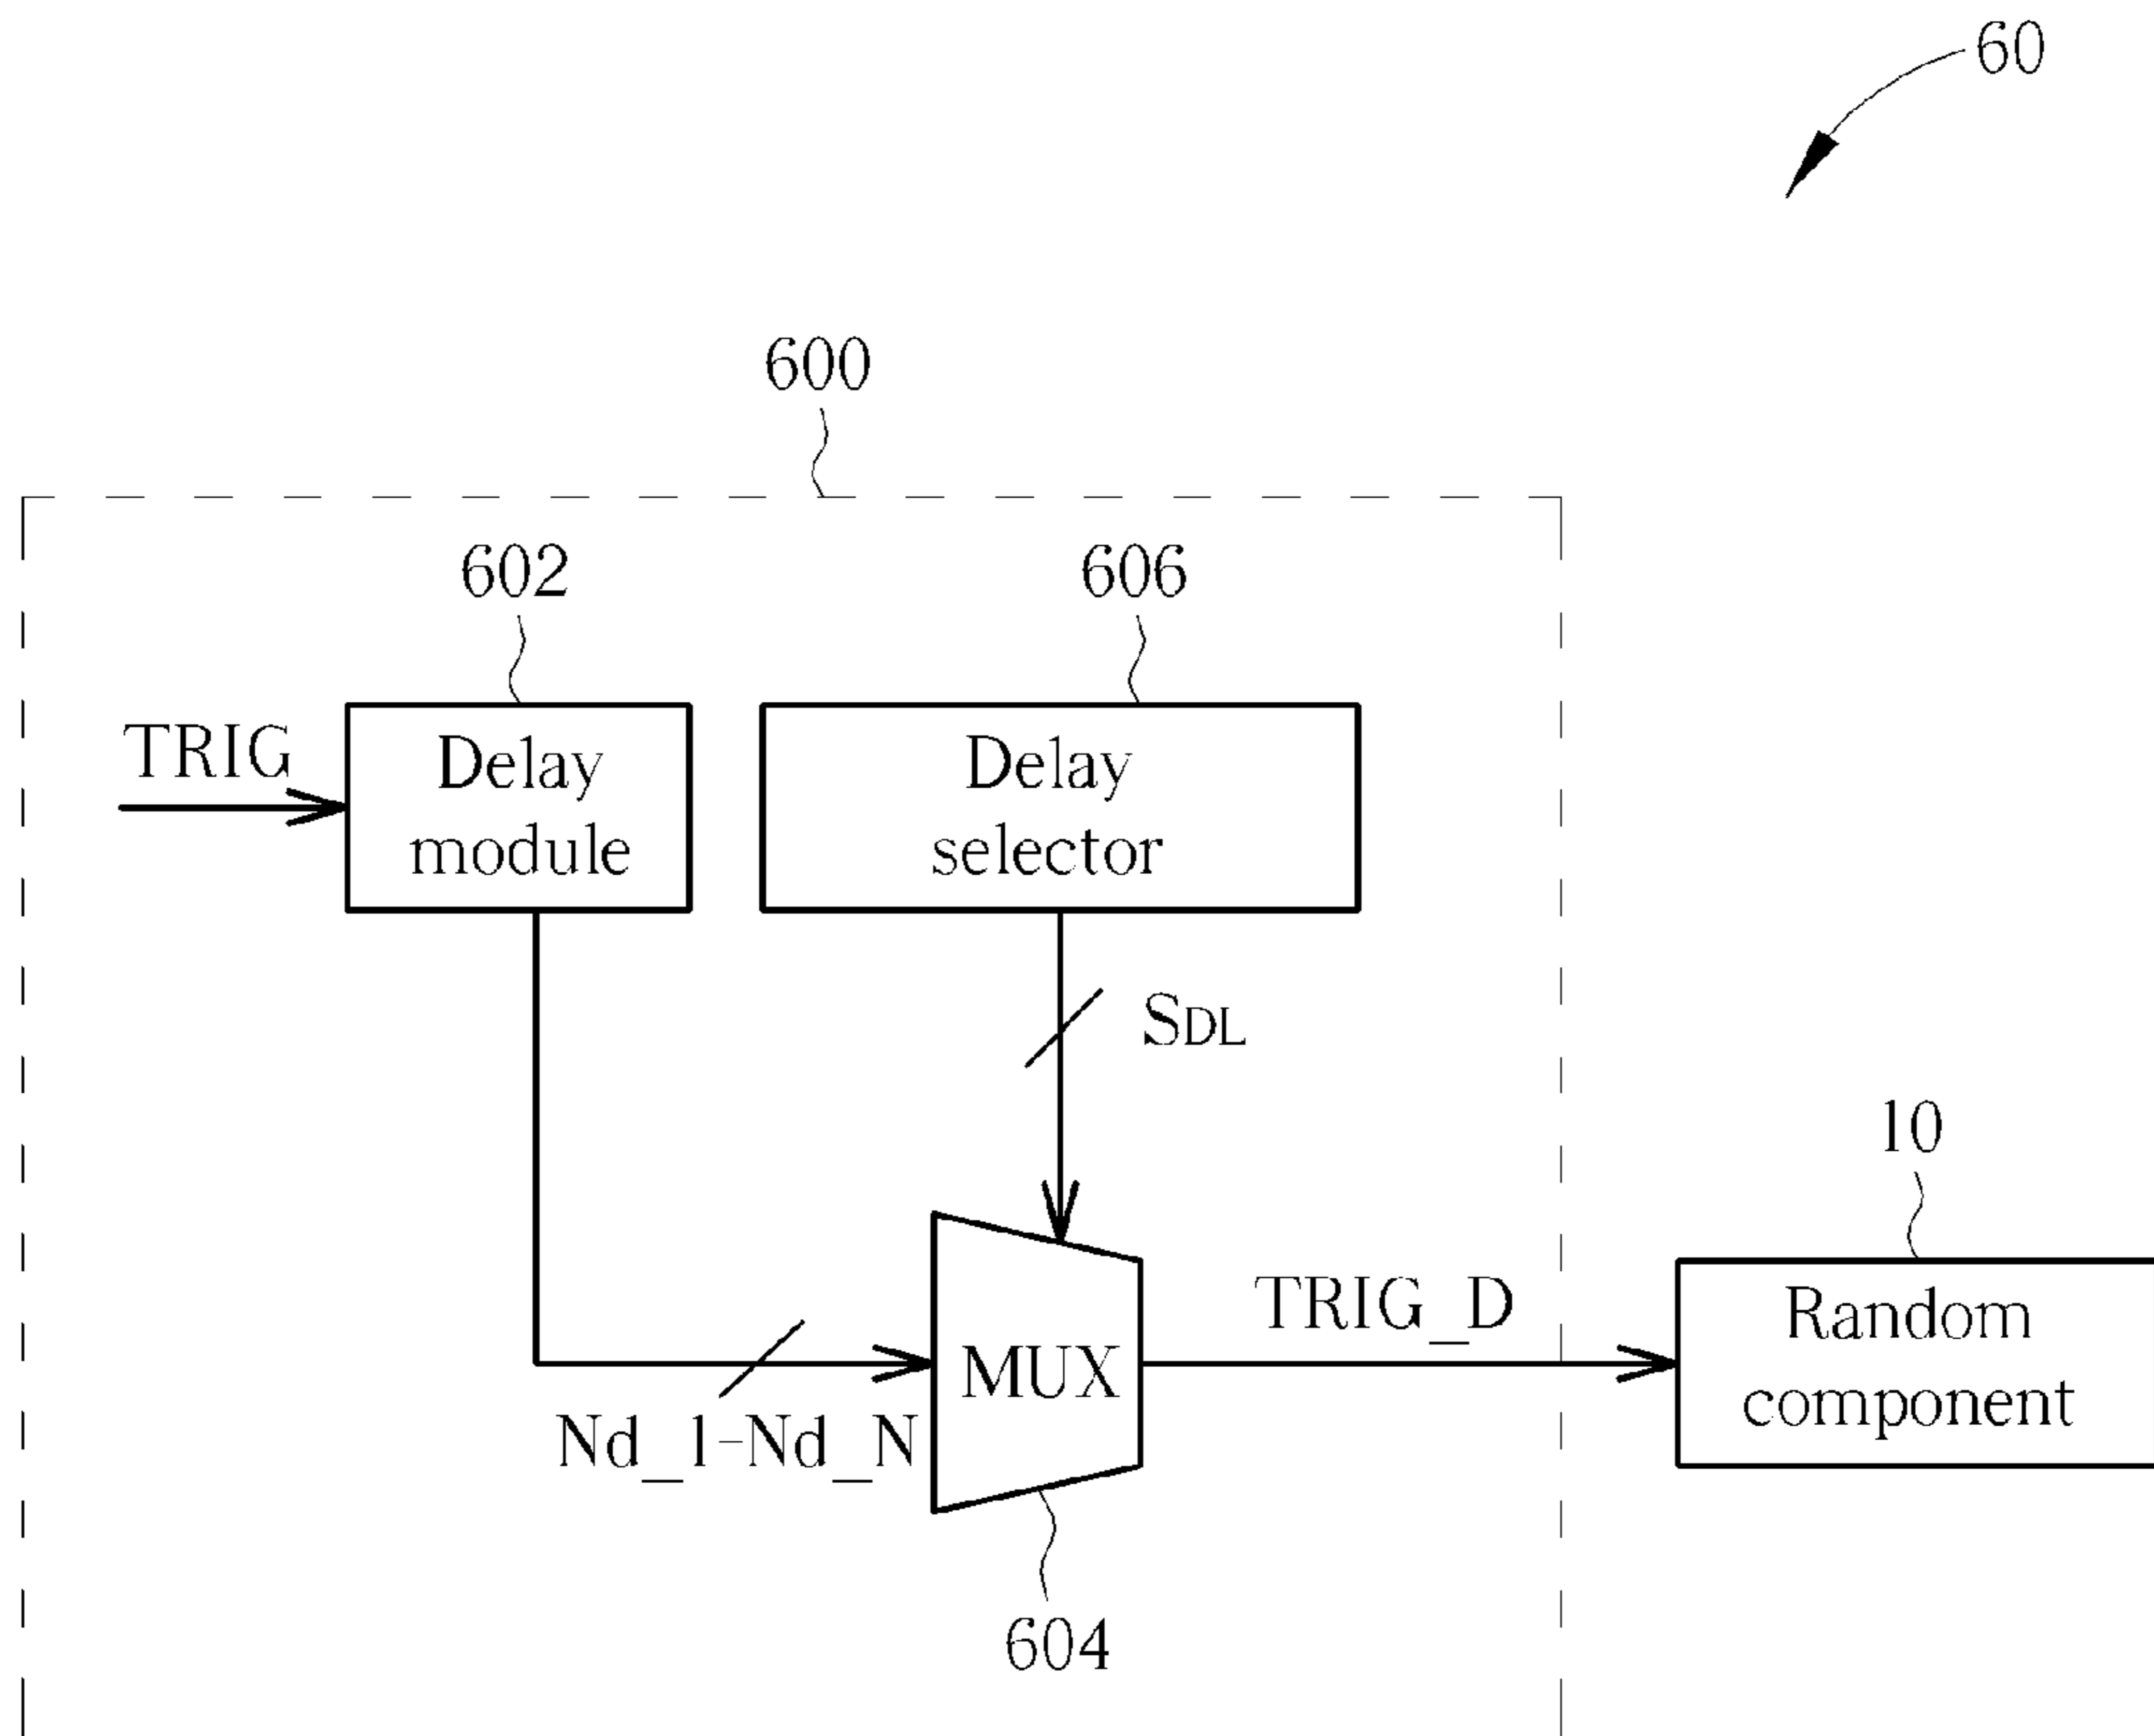 60
600
602
606
TRIG
Delay
module
Delay
selector
SDL
10
TRIG_D
Random
component
MUX
Nd_1-Nd_N
604